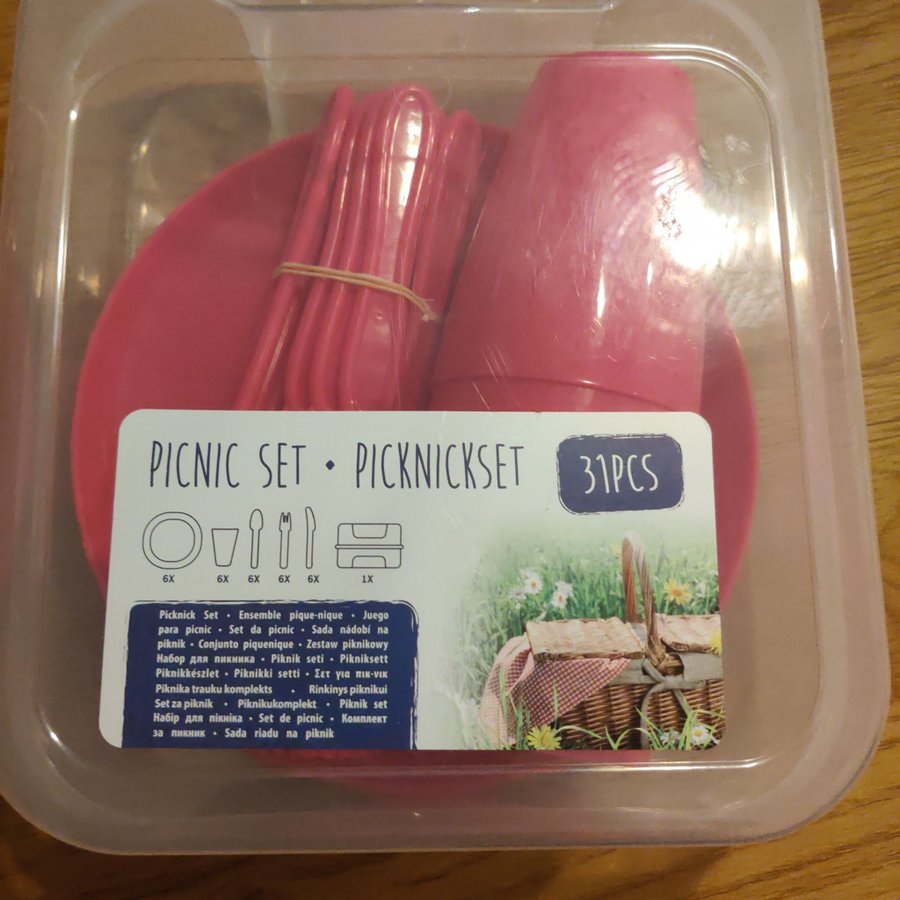 PICNIC SET • PICKNICKSET
31PCS
6X 6X 6X 6X 6X 1X
Picknick Set • Ensemble pique-nique • Juego
para picnic • Set da picnic • Sada nádobí na
piknik • Conjunto piquenique • Zestaw piknikowy
Набор для пикника • Piknik seti • Pikniksett
Piknikkészlet • Piknikki setti • Σετ για πικ-νικ
Piknika trauku komplekts • Rinkinys piknikui
Set za piknik • Piknikukomplekt • Piknik set
Набір для пікніка • Set de picnic • Комплект
за пикник • Sada riadu na piknik